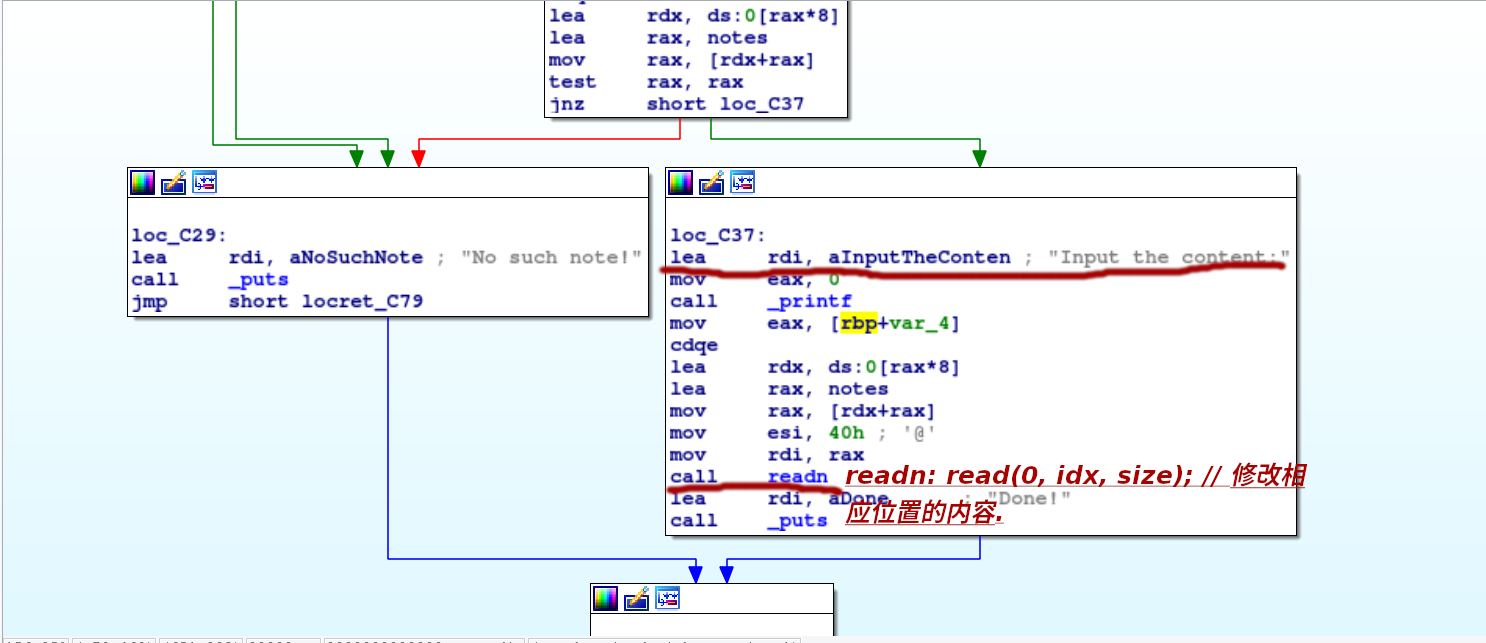 lea rdx, ds:0[rax*8]
lea rax, notes
mov rax, [rdx+rax]
test rax, rax
jnz short loc_C37
loc_C29:
lea rdi, aNoSuchNote ; "No such note!"
call _puts
jmp short locret_C79
loc_C37:
lea rdi, aInputTheConten ; "Input the content:"
mov eax, 0
call _printf
mov eax, [rbp+var_4]
cdqe
lea rdx, ds:0[rax*8]
lea rax, notes
mov rax, [rdx+rax]
mov esi, 40h ; '@'
mov rdi, rax
call readn
lea rdi, aDone ; "Done!"
call _puts
readn: read(0, idx, size); // 修改相
应位置的内容.